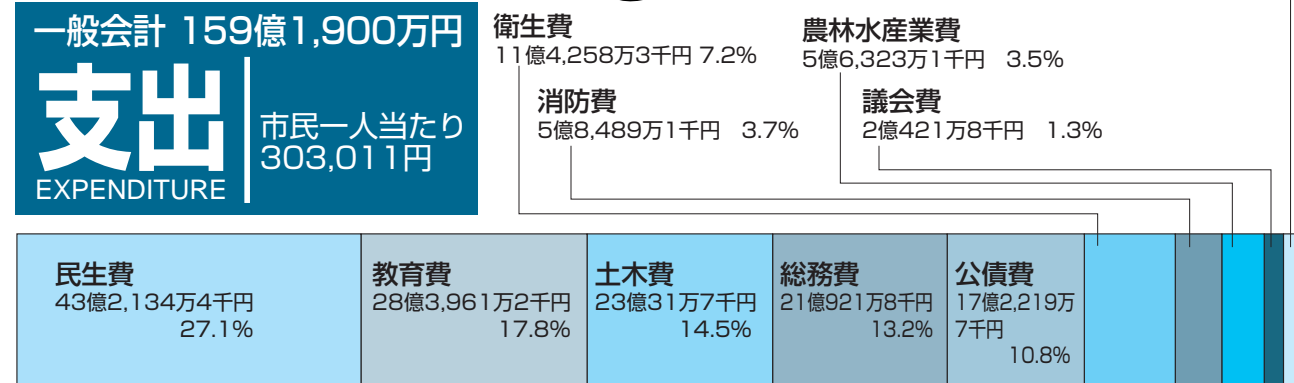 一般会計 159億1,900万円
支出
EXPENDITURE
市民一人当たり
303,011円
衛生費
11億4,258万3千円 7.2%
農林水産業費
5億6,323万1千円 3.5%
消防費
5億8,489万1千円 3.7%
議会費
2億421万8千円 1.3%
民生費
43億2,134万4千円
27.1%
教育費
28億3,961万2千円
17.8%
土木費
23億31万7千円
14.5%
総務費
21億921万8千円
13.2%
公債費
17億2,219万
7千円
10.8%